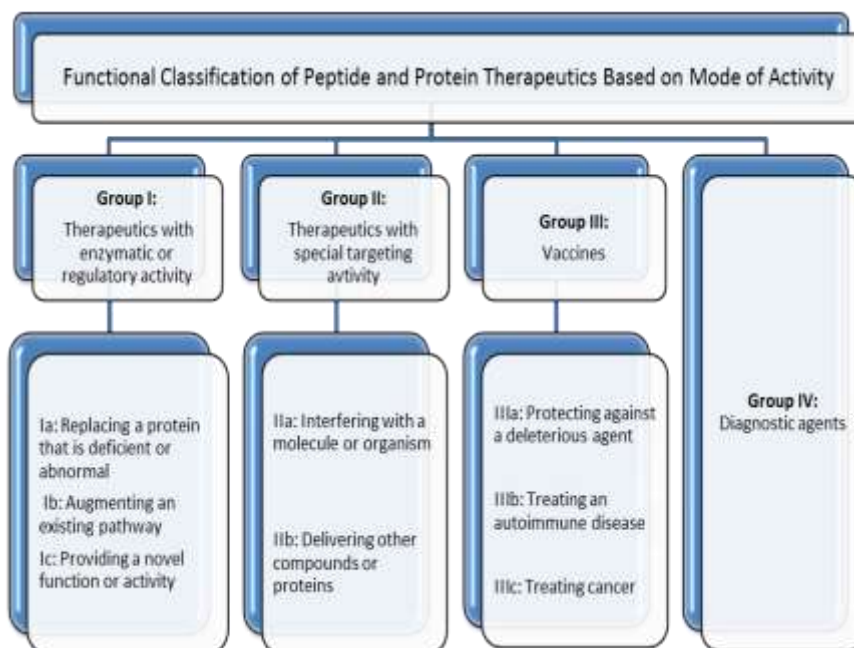 Functional Classification of Peptide and Protein Therapeutics Based on Mode of Activity
Group I:
Therapeutics with
enzymatic or
regulatory activity
Group II:
Therapeutics with
special targeting
avtivity
Group III:
Vaccines
Group IV:
Diagnostic agents
Ia: Replacing a protein
that is deficient or
abnormal
Ib: Augmenting an
existing pathway
Ic: Providing a novel
function or activity
IIa: Interfering with a
molecule or organism
IIb: Delivering other
compounds or
proteins
IIIa: Protecting against
a deleterious agent
IIIb: Treating an
autoimmune disease
IIIc: Treating cancer